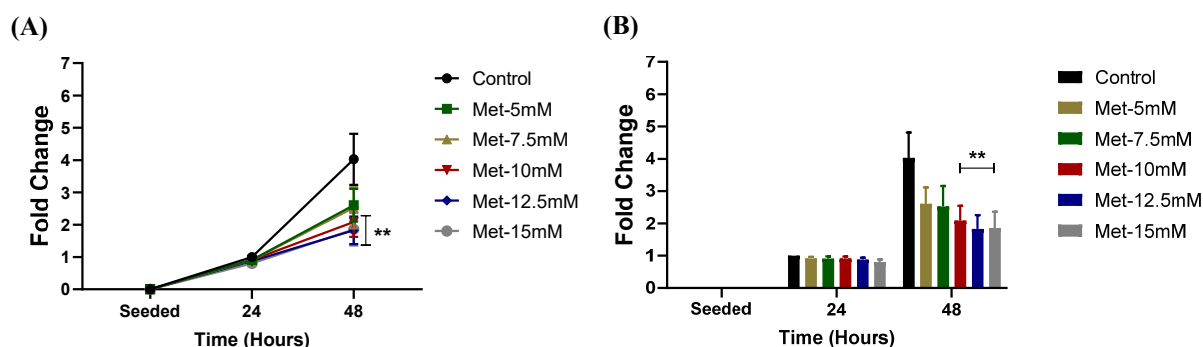 (A)
Fold Change
7
6
5
4
3
2
1
0
Seeded
24
48
Time (Hours)
**
Control
Met-5mM
Met-7.5mM
Met-10mM
Met-12.5mM
Met-15mM
(B)
Fold Change
7
6
5
4
3
2
1
0
Seeded
24
48
Time (Hours)
**
Control
Met-5mM
Met-7.5mM
Met-10mM
Met-12.5mM
Met-15mM